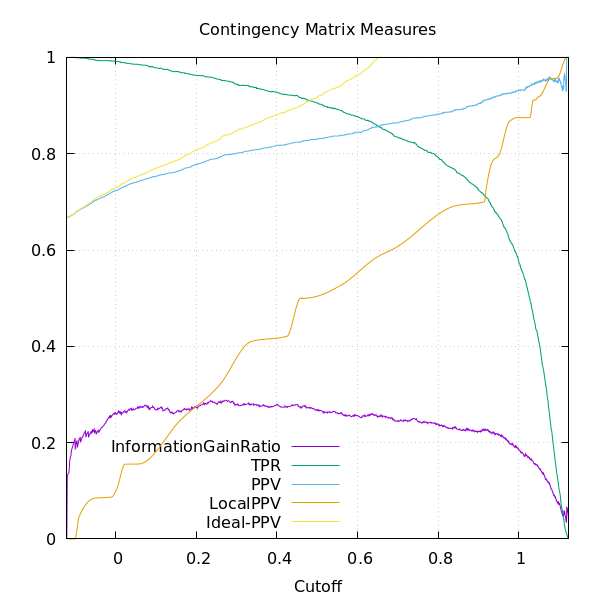 Contingency Matrix Measures
1
0.8
0.6
0.4
0.2
0
InformationGainRatio
TPR
PPV
LocalPPV
Ideal-PPV
0 0.2 0.4 0.6 0.8 1
Cutoff